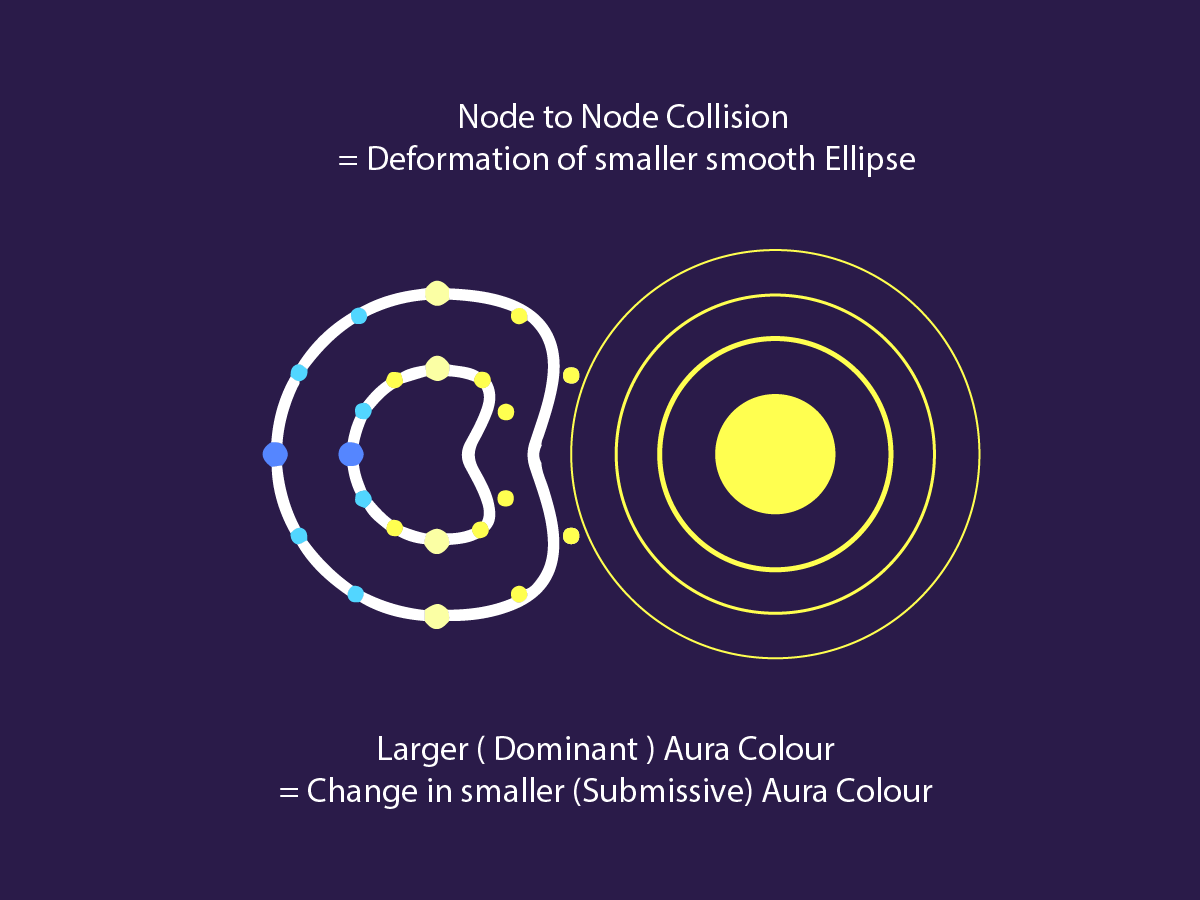 Node to Node Collision
= Deformation of smaller smooth Ellipse
Larger ( Dominant ) Aura Colour
= Change in smaller (Submissive) Aura Colour